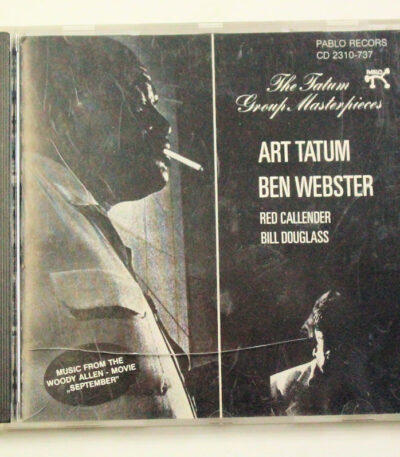 PABLO RECORS
CD 2310-737
The Tatum
Group Masterpieces
ART TATUM
BEN WEBSTER
RED CALLENDER
BILL DOUGLASS
MUSIC FROM THE
WOODY ALLEN - MOVIE
„SEPTEMBER"